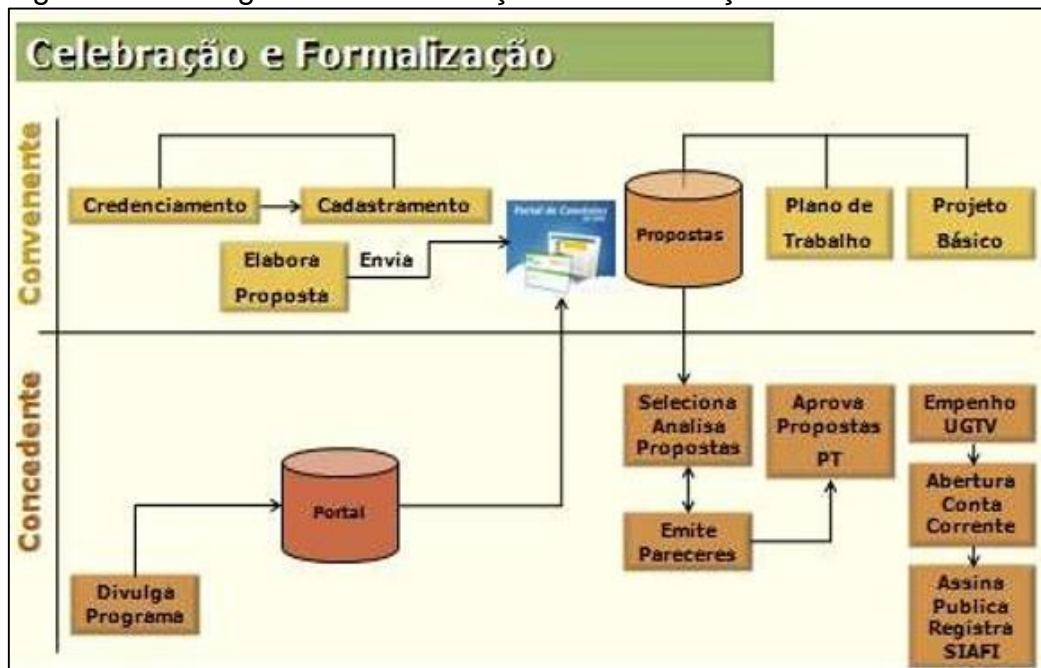 Celebração e Formalização
Convenente
Credenciamento
Cadastramento
Elabora
Proposta
Envia
Portal de Convênios
Propostas
Plano de
Trabalho
Projeto
Básico
Concedente
Divulga
Programa
Portal
Seleciona
Analisa
Propostas
Emite
Pareceres
Aprova
Propostas
PT
Empenho
UGTV
Abertura
Conta
Corrente
Assina
Publica
Registra
SIAFI